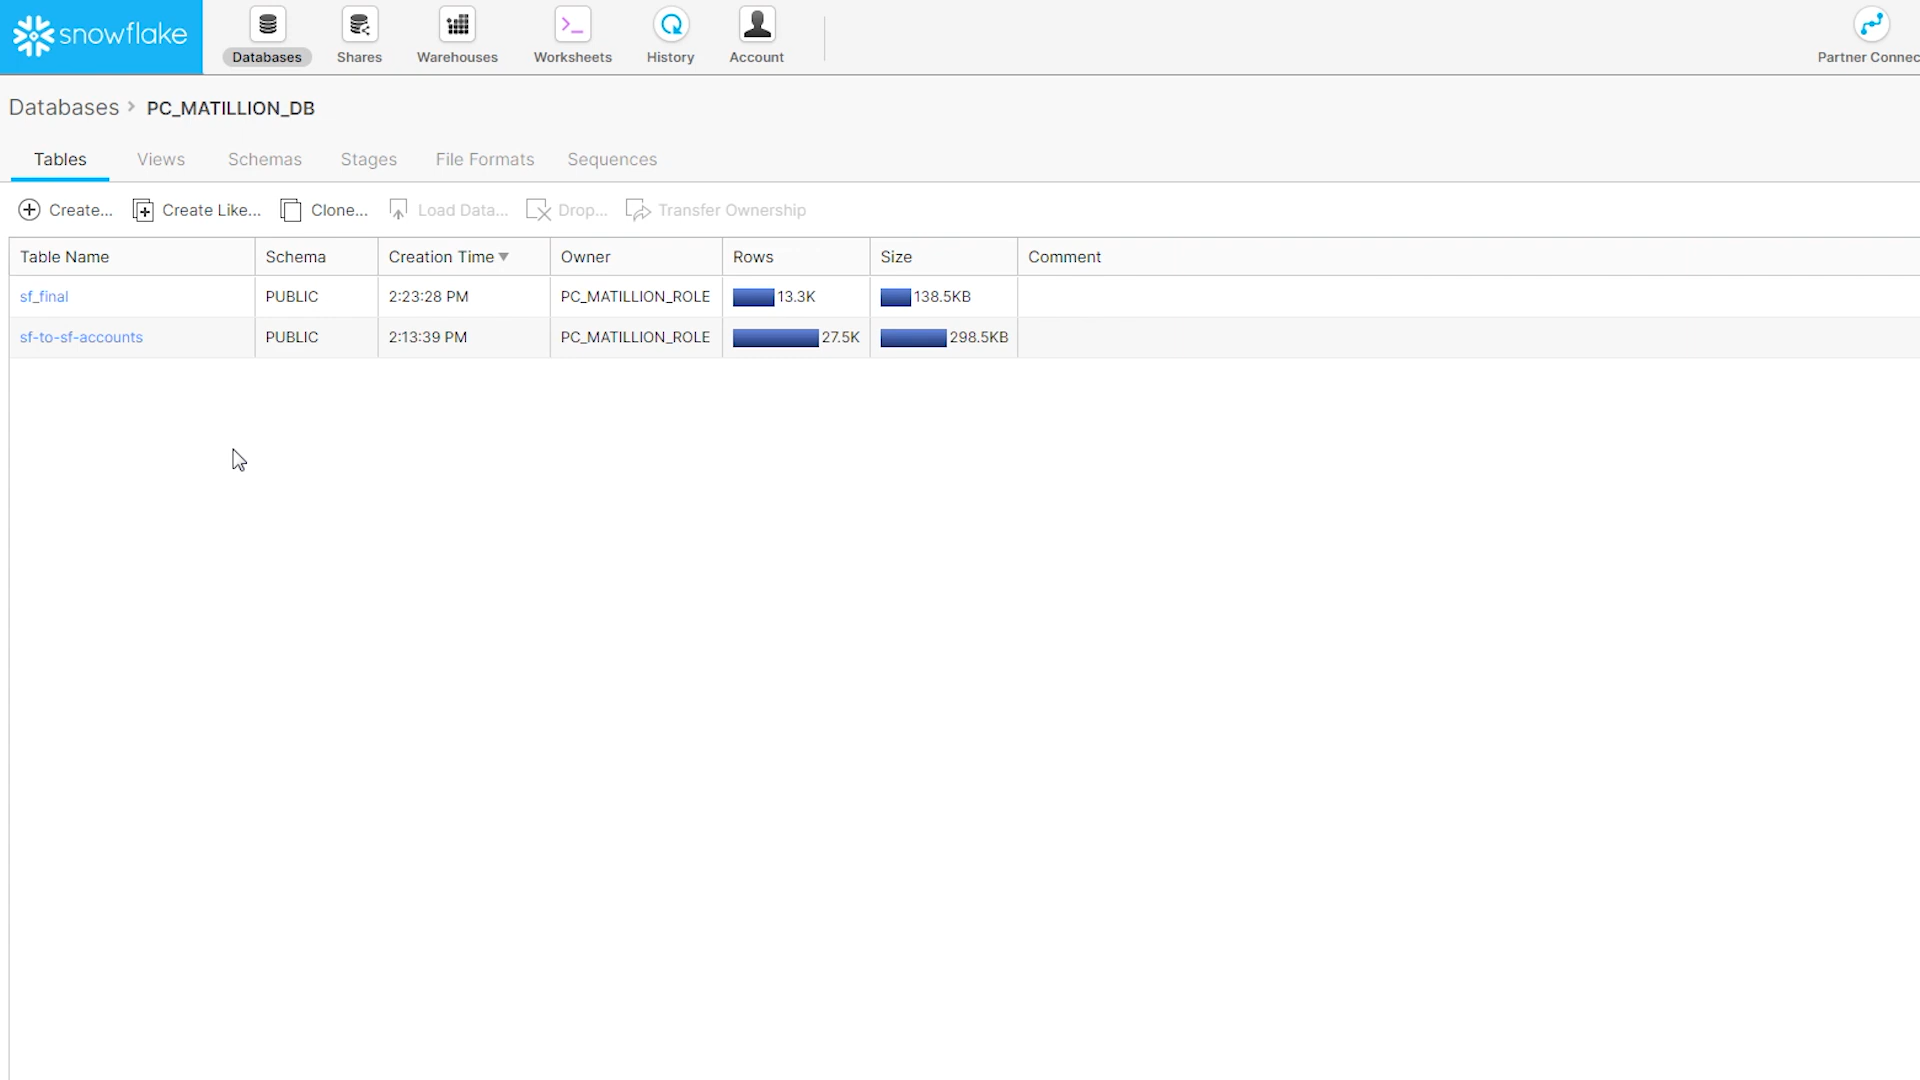 snowflake
Databases Shares Warehouses Worksheets History Account Partner Connec
Databases > PC_MATILLION_DB
Tables Views Schemas Stages File Formats Sequences
Create... Create Like... Clone... Load Data... Drop... Transfer Ownership
Table Name Schema Creation Time Owner Rows Size Comment
sf_final PUBLIC 2:23:28 PM PC_MATILLION_ROLE 13.3K 138.5KB
sf-to-sf-accounts PUBLIC 2:13:39 PM PC_MATILLION_ROLE 27.5K 298.5KB